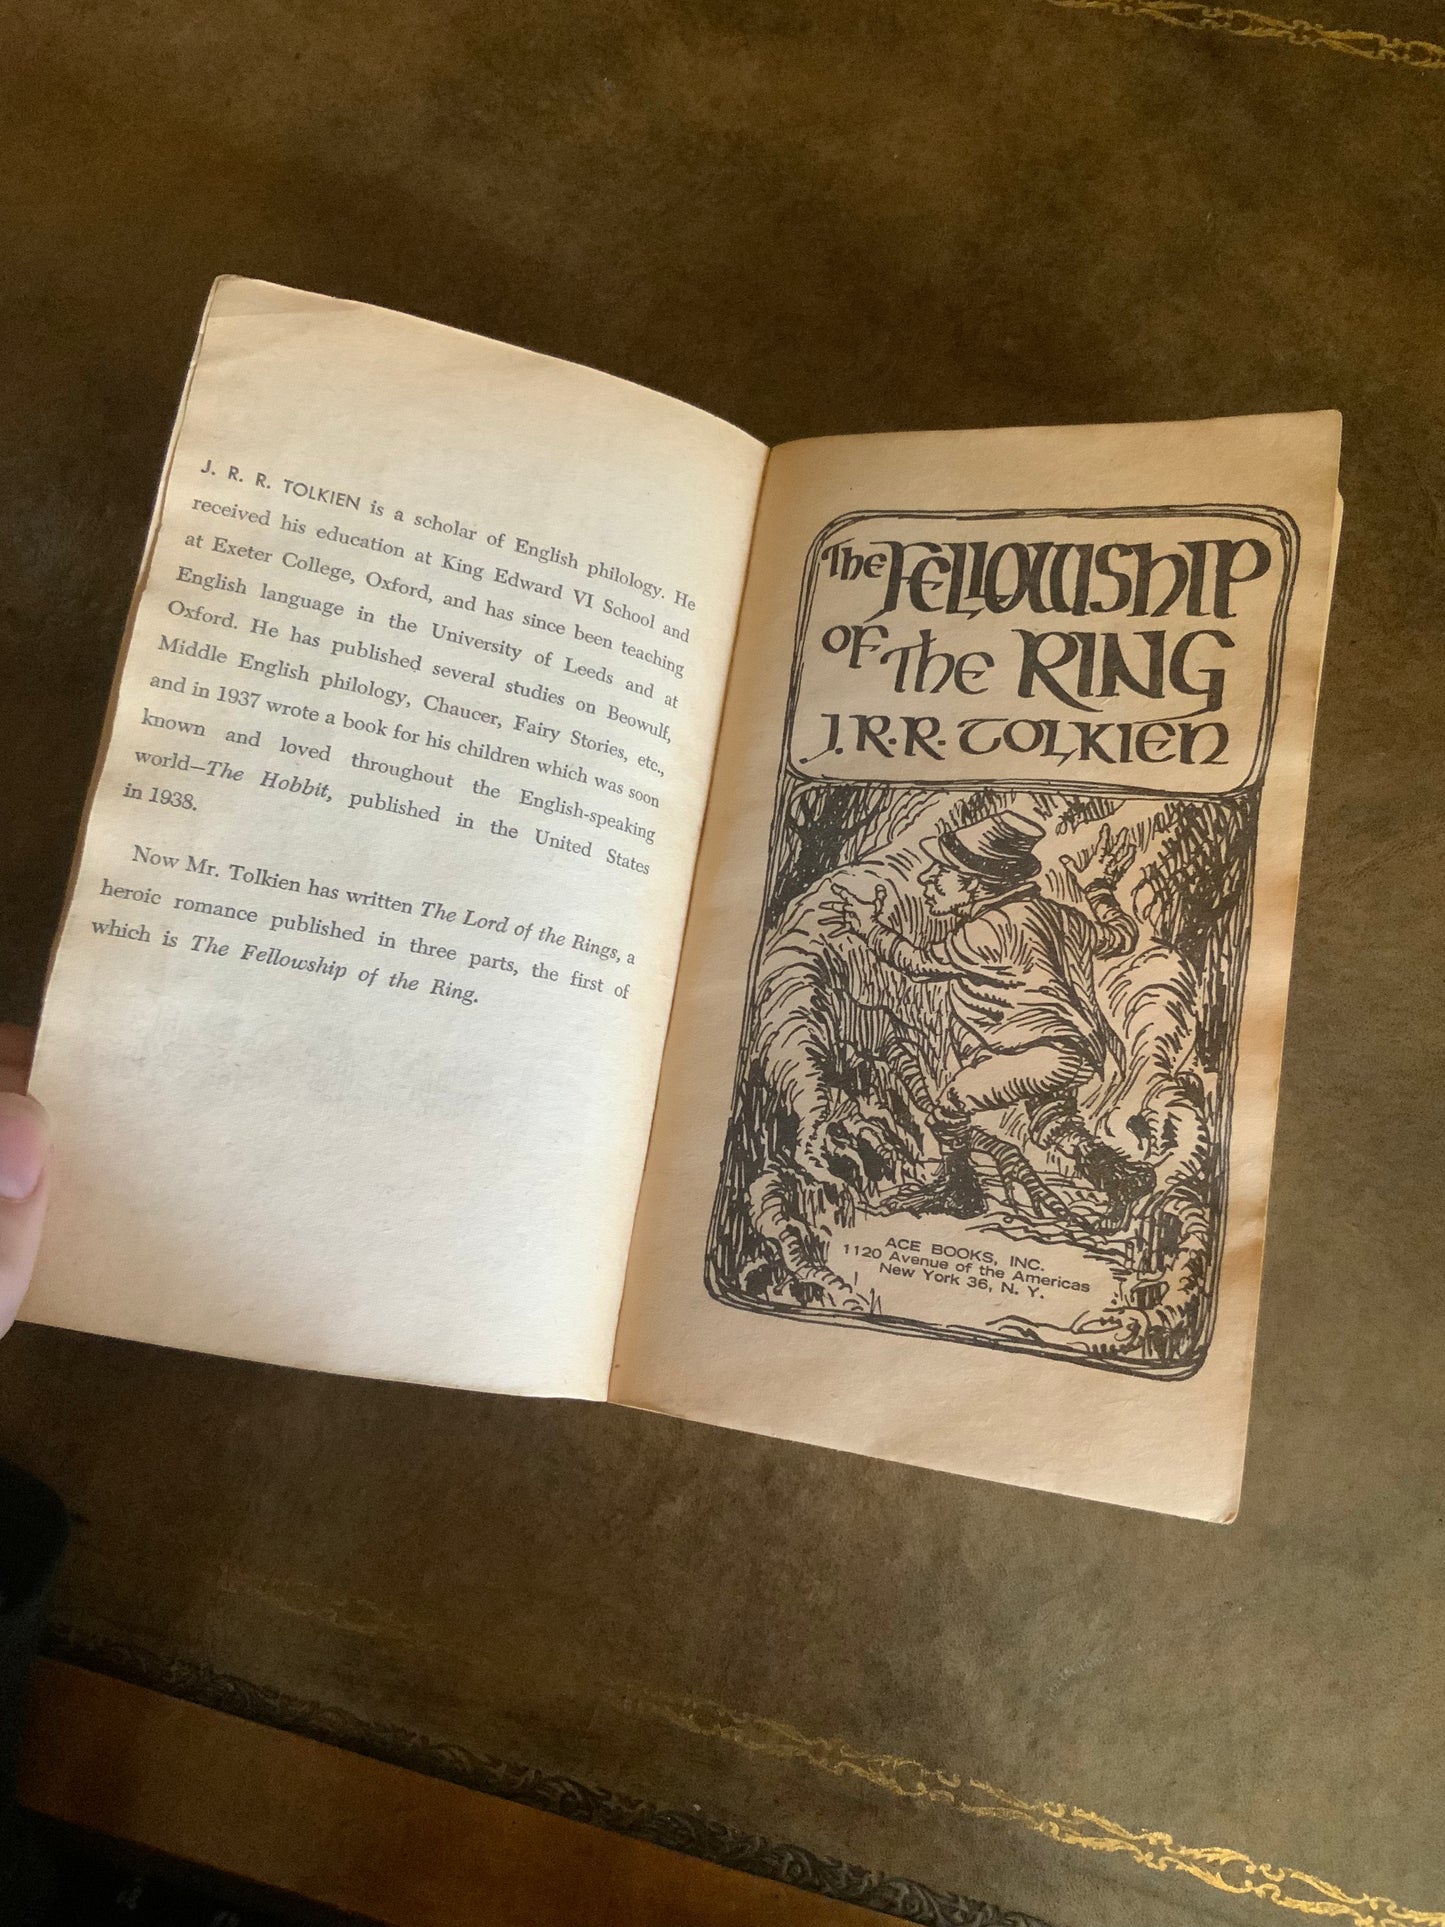 J. R. R. TOLKIEN is a scholar of English philology. He
received his education at King Edward VI School and
at Exeter College, Oxford, and has since been teaching
English language in the University of Leeds and at
Oxford. He has published several studies on Beowulf,
Middle English philology, Chaucer, Fairy Stories, etc.,
and in 1937 wrote a book for his children which was soon
known and loved throughout the English-speaking
world—The Hobbit, published in the United States
in 1938.
Now Mr. Tolkien has written The Lord of the Rings, a
heroic romance published in three parts, the first of
which is The Fellowship of the Ring.
The FELLOWSHIP
OF The RING
J.R.R. TOLKIEN
ACE BOOKS, INC.
1120 Avenue of the Americas
New York 36, N. Y.